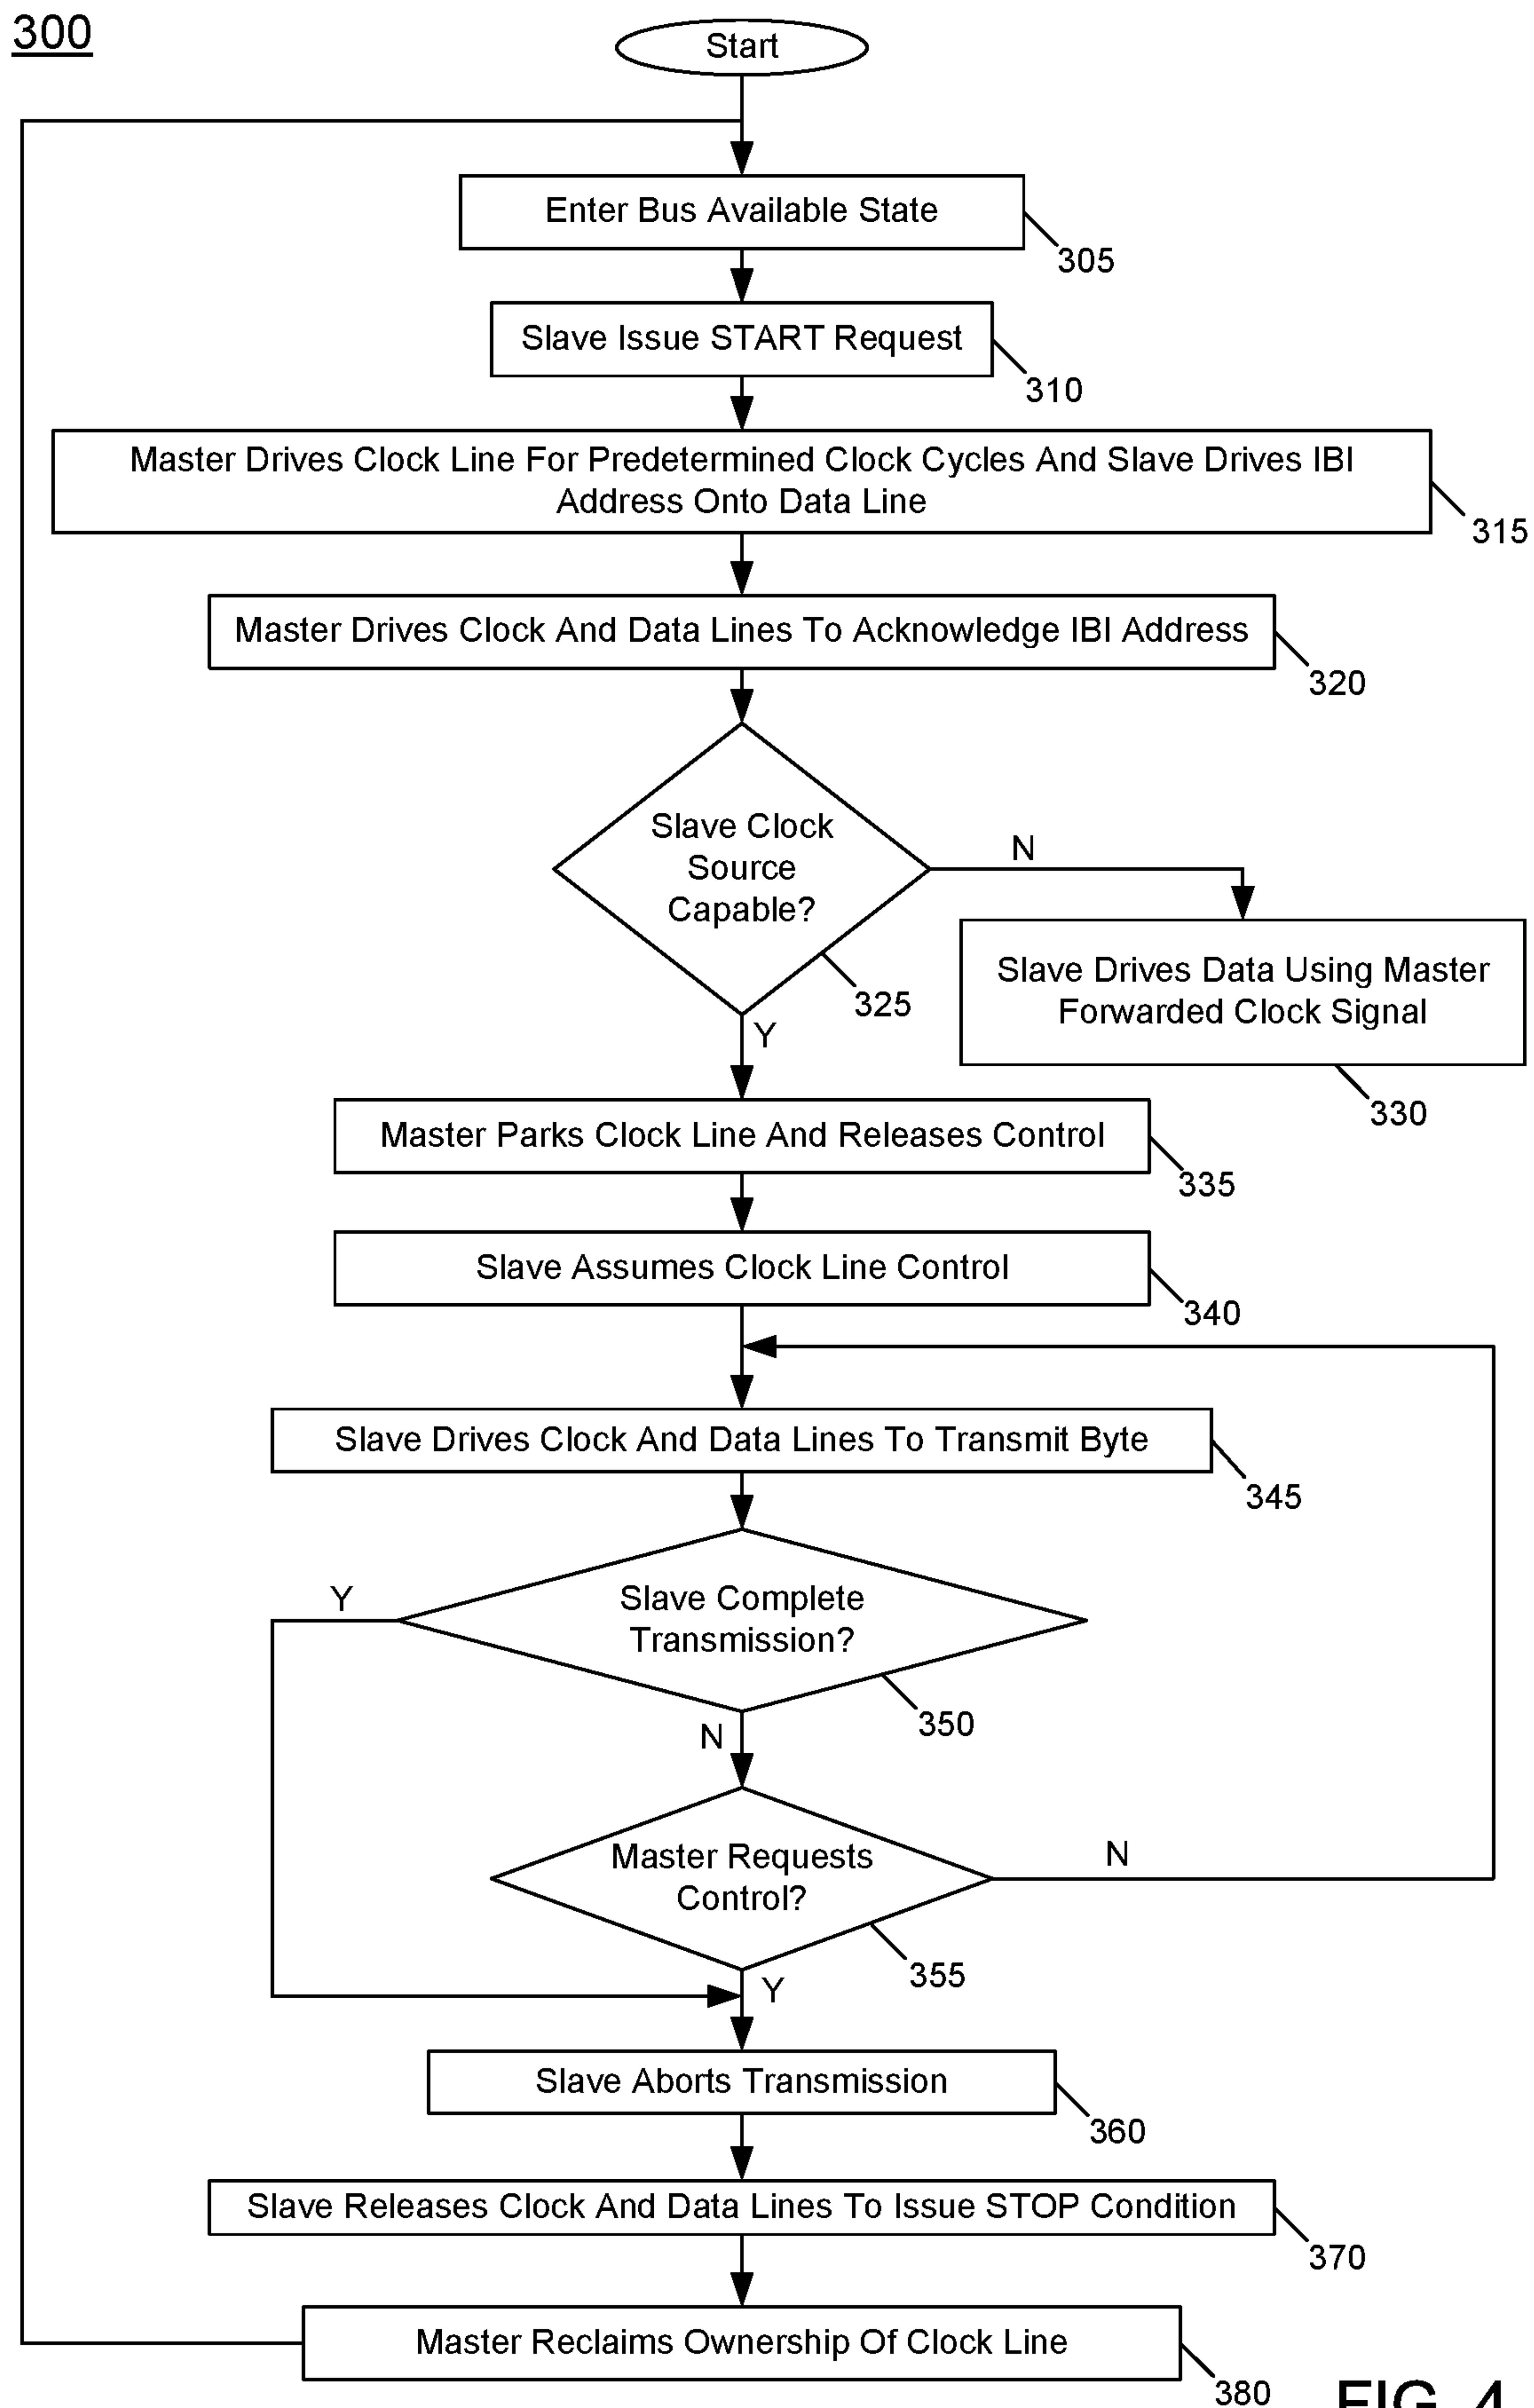 300
Start
Enter Bus Available State
305
Slave Issue START Request
310
Master Drives Clock Line For Predetermined Clock Cycles And Slave Drives IBI
Address Onto Data Line
315
Master Drives Clock And Data Lines To Acknowledge IBI Address
320
Slave Clock
Source
Capable?
325
N
Slave Drives Data Using Master
Forwarded Clock Signal
330
Y
Master Parks Clock Line And Releases Control
335
Slave Assumes Clock Line Control
340
Slave Drives Clock And Data Lines To Transmit Byte
345
Y
Slave Complete
Transmission?
350
N
Master Requests
Control?
N
355
Y
Slave Aborts Transmission
360
Slave Releases Clock And Data Lines To Issue STOP Condition
370
Master Reclaims Ownership Of Clock Line
380
FIG. 4